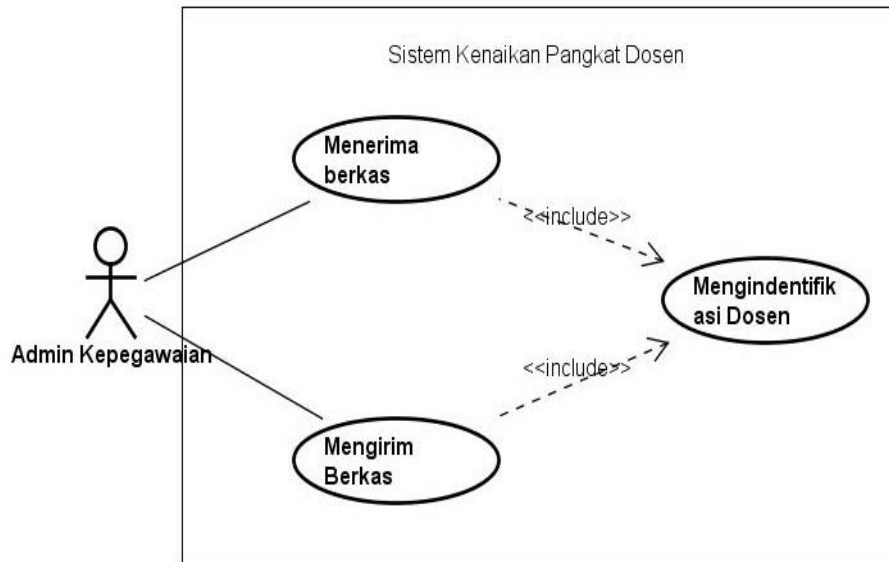 Sistem Kenaikan Pangkat Dosen
Menerima
berkas
<<include>>
Mengindentifik
asi Dosen
Admin Kepegawaian
<<include>>
Mengirim
Berkas